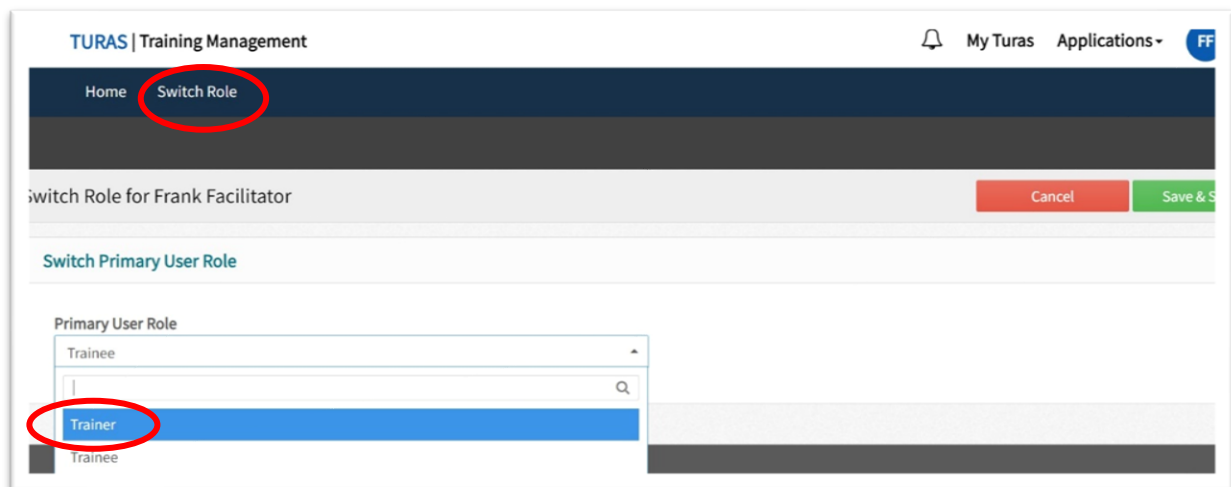 TURAS | Training Management My Turas Applications FF
Home Switch Role
Switch Role for Frank Facilitator Cancel Save & S
Switch Primary User Role
Primary User Role
Trainee
Trainer
Trainee